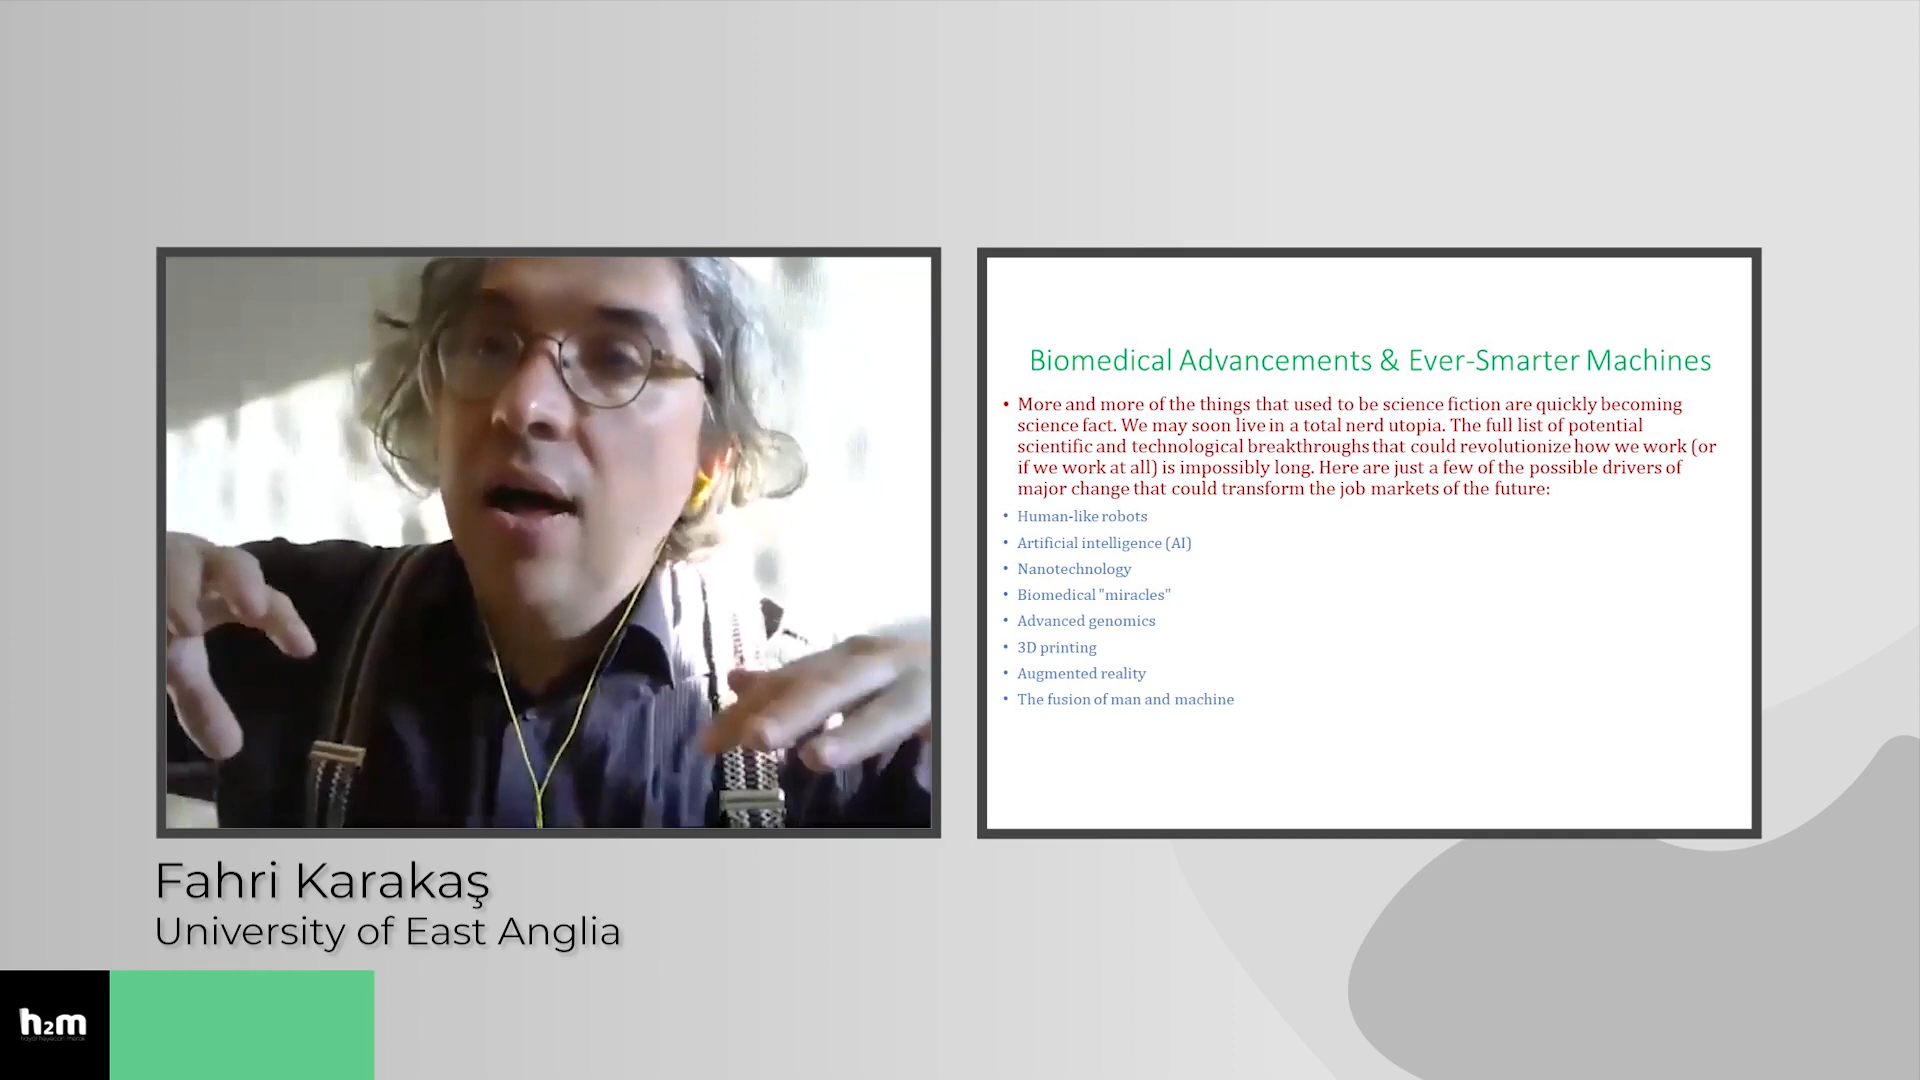 Biomedical Advancements & Ever-Smarter Machines
• More and more of the things that used to be science fiction are quickly becoming
science fact. We may soon live in a total nerd utopia. The full list of potential
scientific and technological breakthroughs that could revolutionize how we work (or
if we work at all) is impossibly long. Here are just a few of the possible drivers of
major change that could transform the job markets of the future:
• Human-like robots
• Artificial intelligence (AI)
• Nanotechnology
• Biomedical "miracles"
• Advanced genomics
• 3D printing
• Augmented reality
• The fusion of man and machine
Fahri Karakaş
University of East Anglia
h2m
hayal heyecan merak